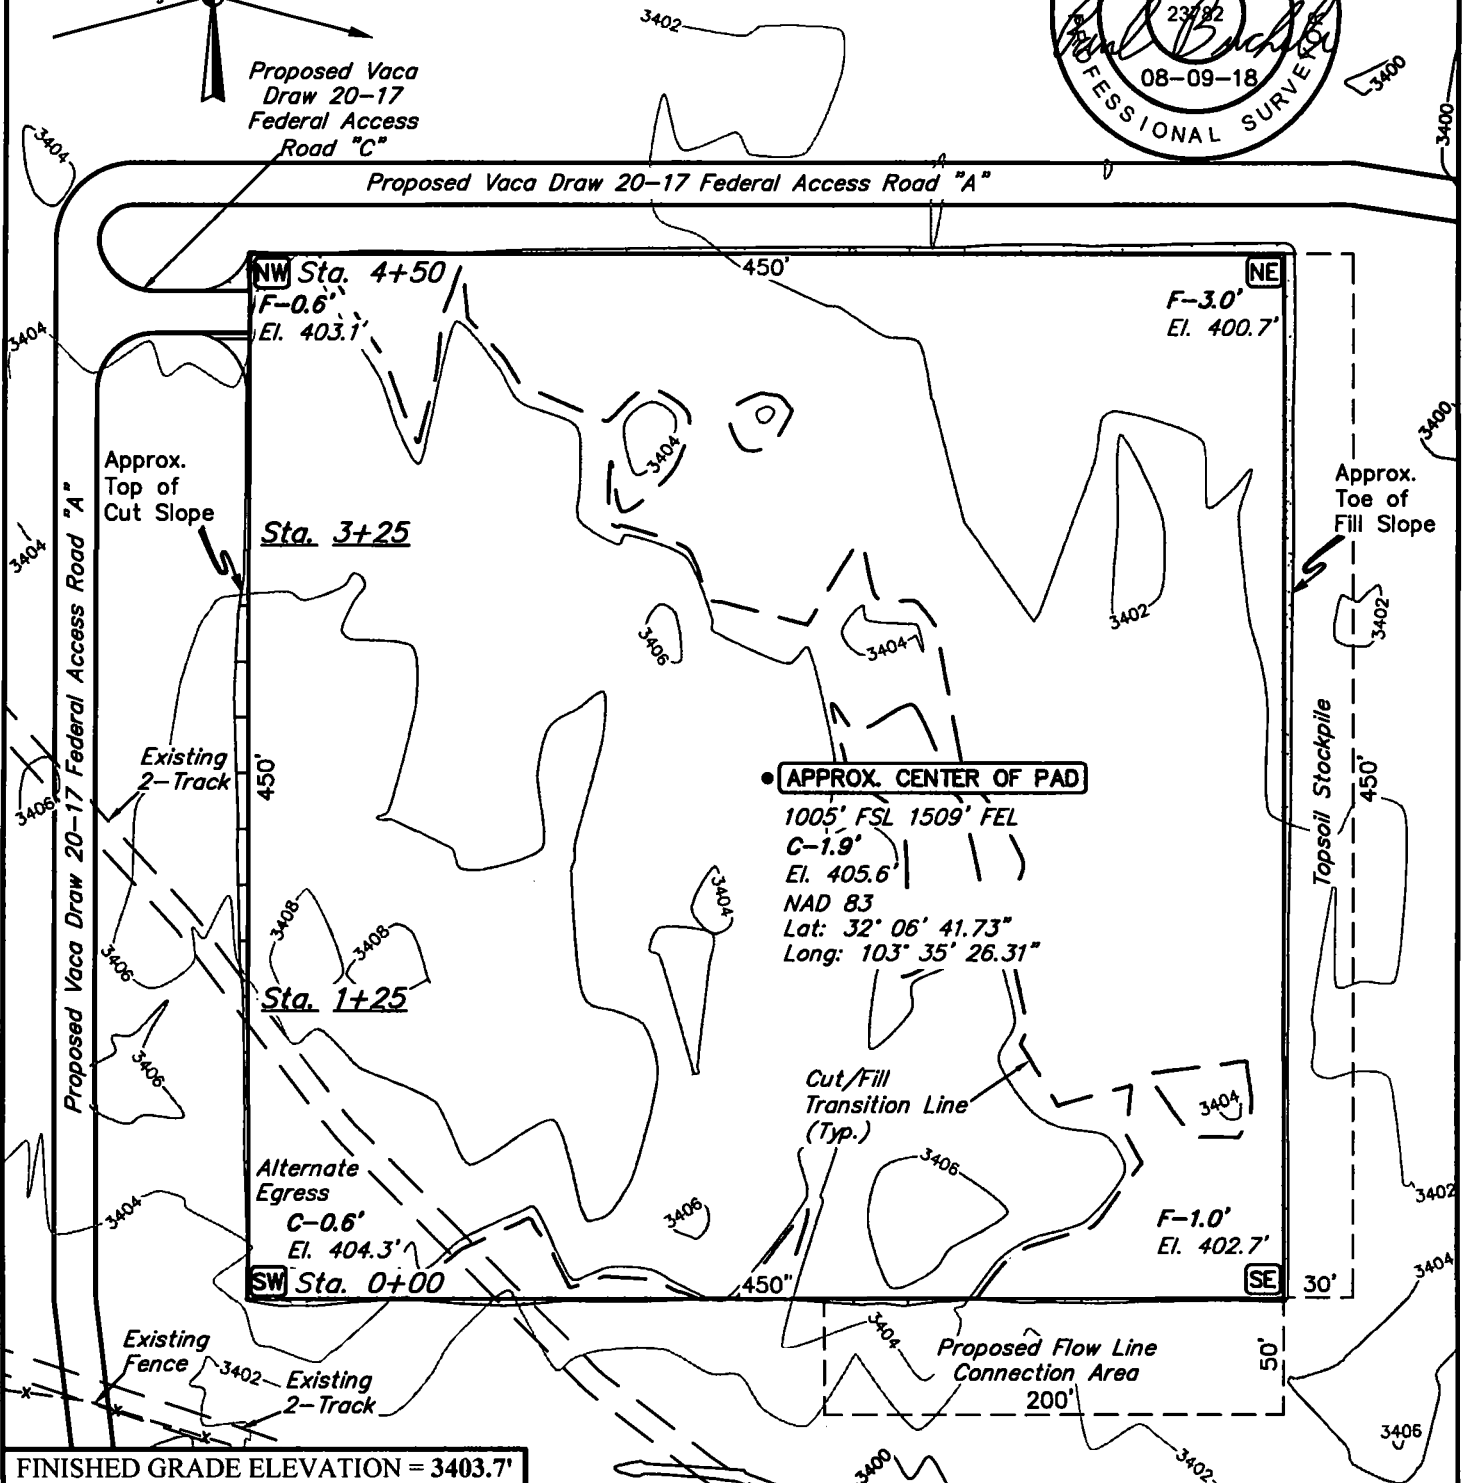 3402
23782
08-09-18
PROFESSIONAL SURVEYOR
3400
3400
Proposed Vaca
Draw 20-17
Federal Access
Road "C"
3404
Proposed Vaca Draw 20-17 Federal Access Road "A"
NW Sta. 4+50
450'
NE
F-0.6'
El. 403.1'
F-3.0'
El. 400.7'
3404
3404
3400
Approx.
Top of
Cut Slope
Approx.
Toe of
Fill Slope
Sta. 3+25
3404
3406
3404
3402
3402
Proposed Vaca Draw 20-17 Federal Access Road "A"
Existing
2-Track
450'
3406
APPROX. CENTER OF PAD
1005' FSL 1509' FEL
C-1.9'
El. 405.6'
NAD 83
Lat: 32° 06' 41.73"
Long: 103° 35' 26.31"
Topsoil Stockpile
450'
3408
3408
3404
3406
Sta. 1+25
3406
Cut/Fill
Transition Line
(Typ.)
3404
3406
Alternate
Egress
C-0.6'
El. 404.3'
3404
3406
F-1.0'
El. 402.7'
3402
3404
SW Sta. 0+00
450"
SE
30'
Existing
Fence
3402
Existing
2-Track
3404
Proposed Flow Line
Connection Area
200'
50'
3406
3400
3402
FINISHED GRADE ELEVATION = 3403.7'